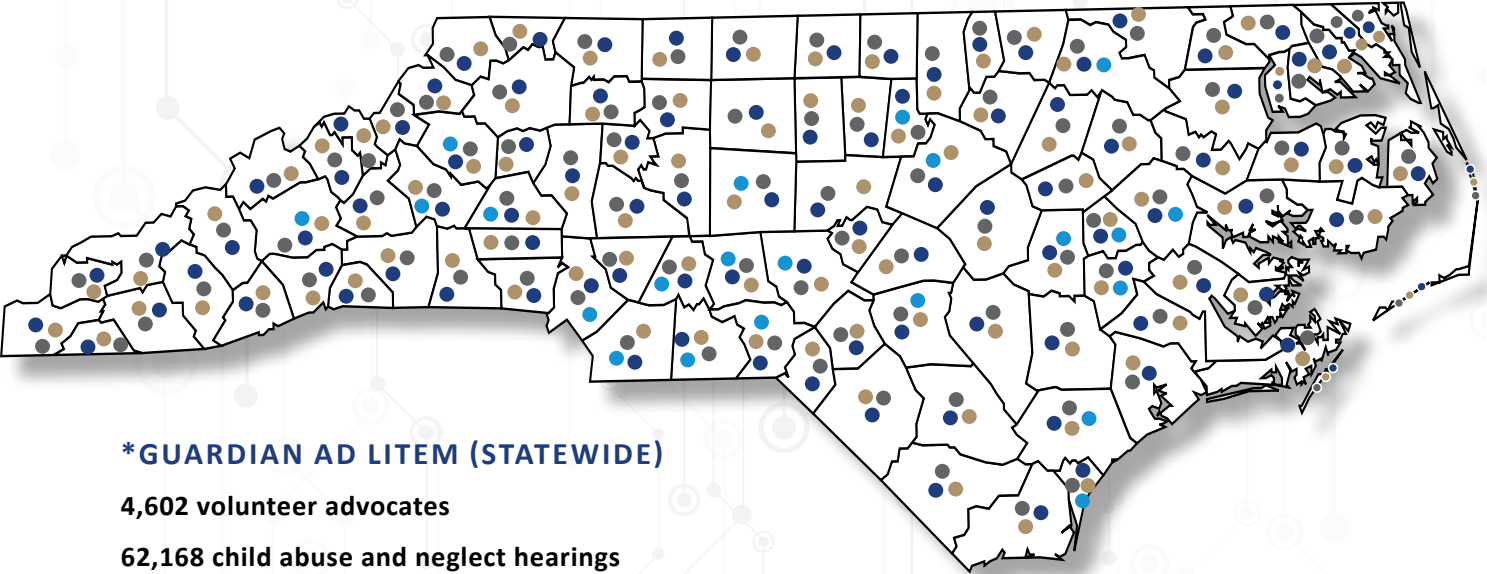 *GUARDIAN AD LITEM (STATEWIDE)
4,602 volunteer advocates
62,168 child abuse and neglect hearings